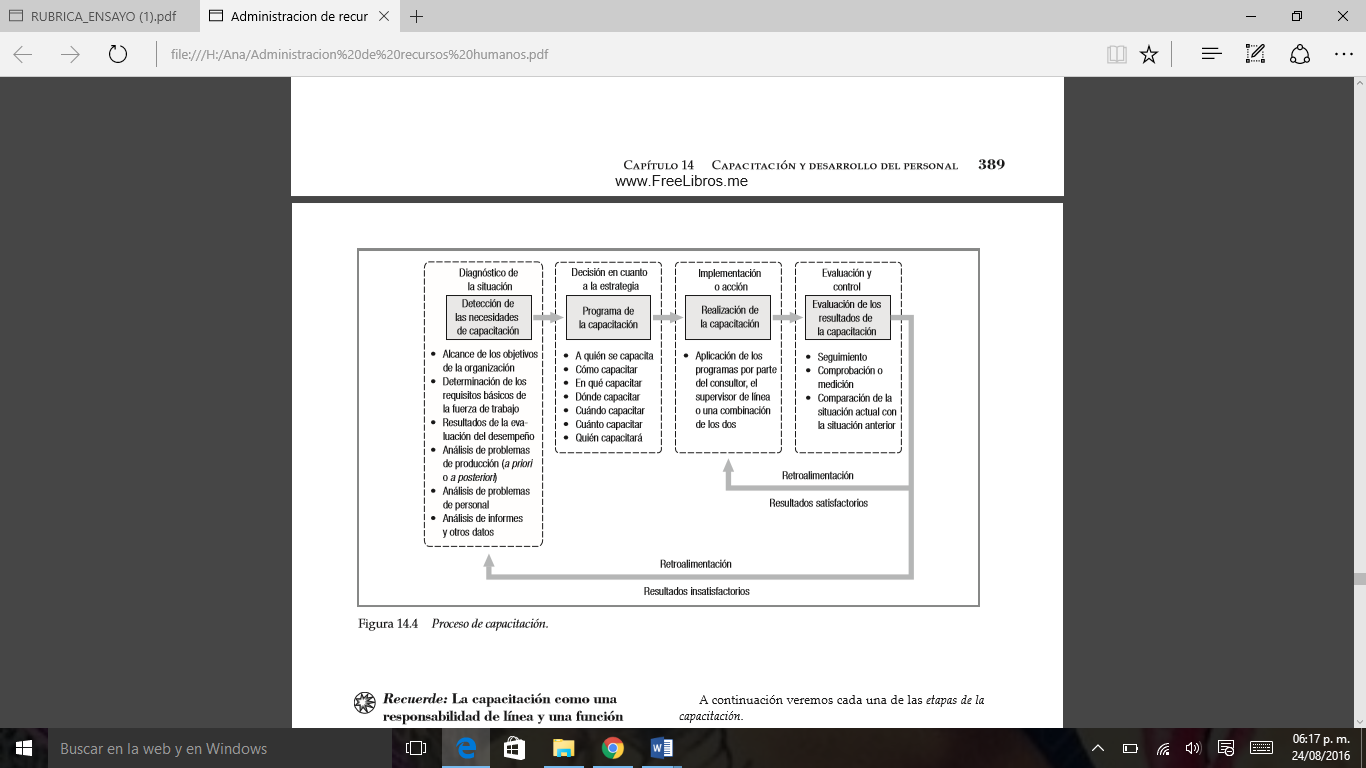 RUBRICA_ENSAYO (1).pdf
Administracion de recur
file:///H:/Ana/Administracion%20de%20recursos%20humanos.pdf
Capítulo 14 Capacitación y desarrollo del personal 389
www.FreeLibros.me
Diagnóstico de
la situación
Detección de
las necesidades
de capacitación
• Alcance de los objetivos
de la organización
• Determinación de los
requisitos básicos de
la fuerza de trabajo
• Resultados de la eva-
luación del desempeño
• Análisis de problemas
de producción (a priori
o a posteriori)
• Análisis de problemas
de personal
• Análisis de informes
y otros datos
Decisión en cuanto
a la estrategia
Programa de
la capacitación
• A quién se capacita
• Cómo capacitar
• En qué capacitar
• Dónde capacitar
• Cuándo capacitar
• Cuánto capacitar
• Quién capacitará
Implementación
o acción
Realización de
la capacitación
• Aplicación de los
programas por parte
del consultor, el
supervisor de línea
o una combinación
de los dos
Evaluación y
control
Evaluación de los
resultados de
la capacitación
• Seguimiento
• Comprobación o
medición
• Comparación de la
situación actual con
la situación anterior
Retroalimentación
Resultados satisfactorios
Retroalimentación
Resultados insatisfactorios
Figura 14.4 Proceso de capacitación.
Recuerde: La capacitación como una
responsabilidad de línea y una función
A continuación veremos cada una de las etapas de la
capacitación.
Buscar en la web y en Windows
06:17 p. m.
24/08/2016